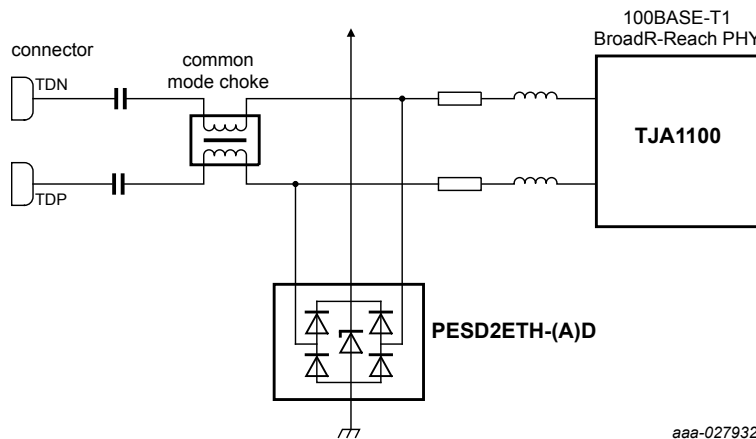 100BASE-T1
BroadR-Reach PHY
connector
common
mode choke
TDN
TJA1100
TDP
PESD2ETH-(A)D
aaa-027932